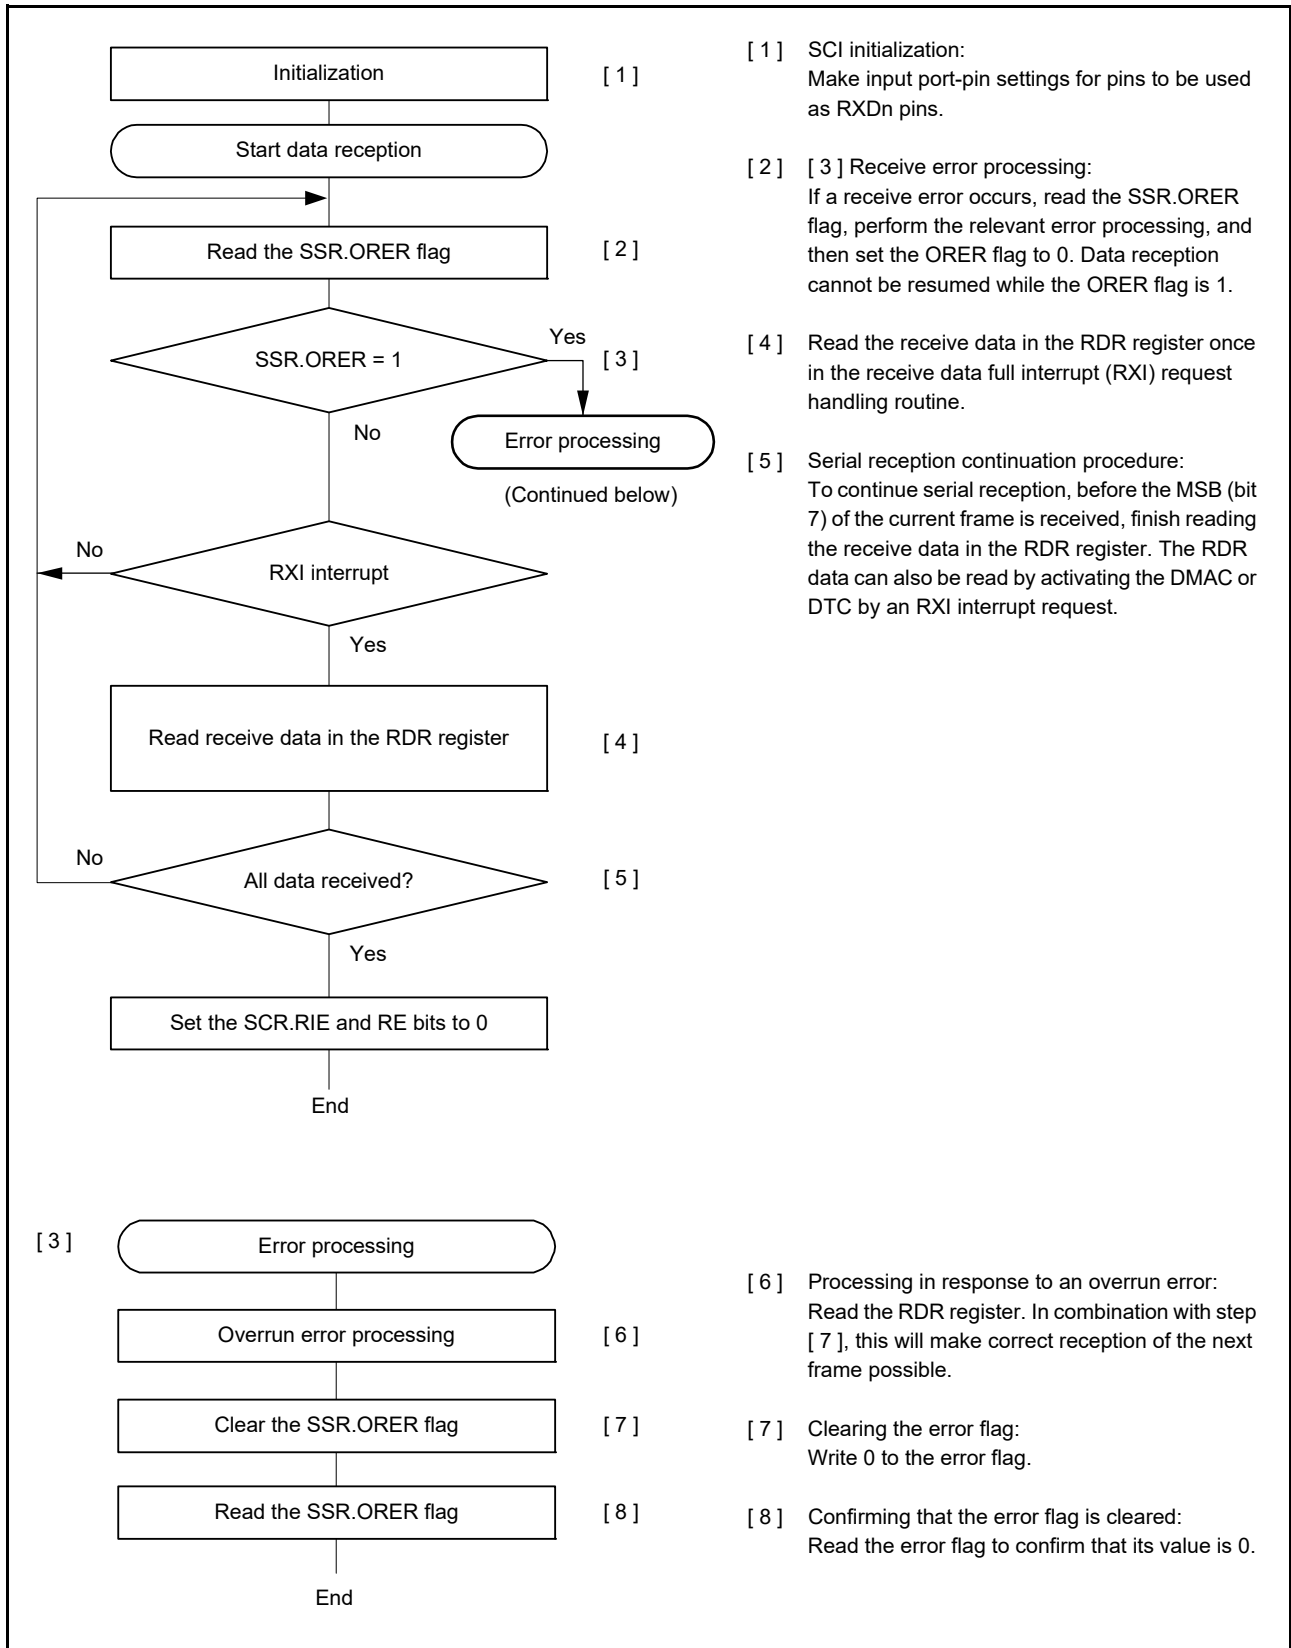 Initialization
[ 1 ]
Start data reception
Read the SSR.ORER flag
[ 2 ]
SSR.ORER = 1
Yes
[ 3 ]
No
Error processing
(Continued below)
No
RXI interrupt
Yes
Read receive data in the RDR register
[ 4 ]
No
All data received?
[ 5 ]
Yes
Set the SCR.RIE and RE bits to 0
End
[ 1 ] SCI initialization:
Make input port-pin settings for pins to be used
as RXDn pins.
[ 2 ] [ 3 ] Receive error processing:
If a receive error occurs, read the SSR.ORER
flag, perform the relevant error processing, and
then set the ORER flag to 0. Data reception
cannot be resumed while the ORER flag is 1.
[ 4 ] Read the receive data in the RDR register once
in the receive data full interrupt (RXI) request
handling routine.
[ 5 ] Serial reception continuation procedure:
To continue serial reception, before the MSB (bit
7) of the current frame is received, finish reading
the receive data in the RDR register. The RDR
data can also be read by activating the DMAC or
DTC by an RXI interrupt request.
[ 3 ]
Error processing
Overrun error processing
[ 6 ]
Clear the SSR.ORER flag
[ 7 ]
Read the SSR.ORER flag
[ 8 ]
End
[ 6 ] Processing in response to an overrun error:
Read the RDR register. In combination with step
[ 7 ], this will make correct reception of the next
frame possible.
[ 7 ] Clearing the error flag:
Write 0 to the error flag.
[ 8 ] Confirming that the error flag is cleared:
Read the error flag to confirm that its value is 0.